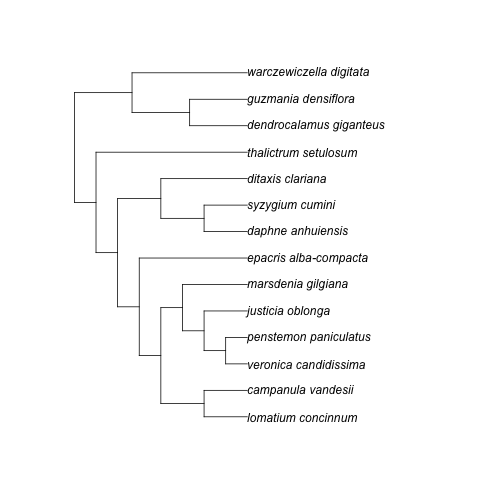 warczewiczella digitata
guzmania densiflora
dendrocalamus giganteus
thalictrum setulosum
ditaxis clariana
syzygium cumini
daphne anhuiensis
epacris alba-compacta
marsdenia gilgiana
justicia oblonga
penstemon paniculatus
veronica candidissima
campanula vandesii
lomatium concinnum